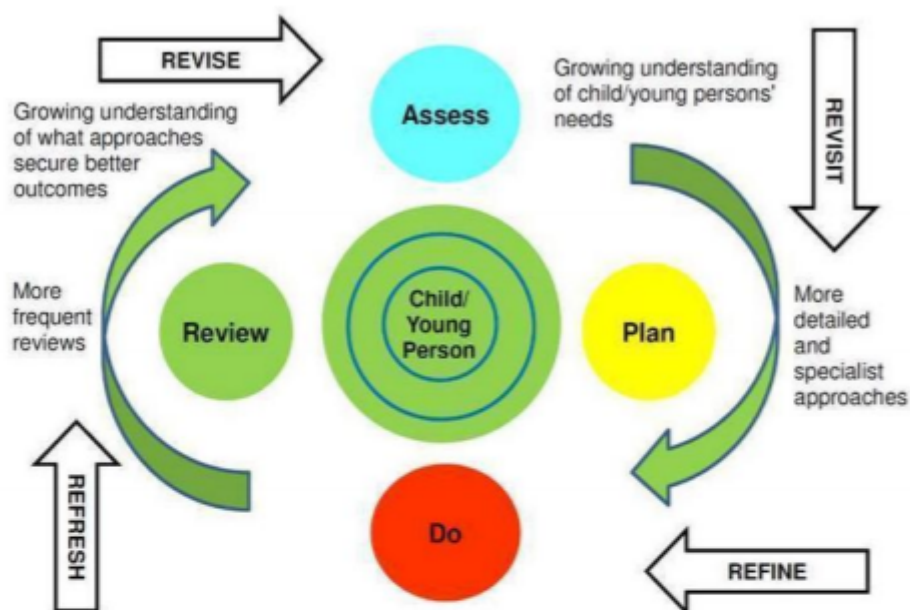 REVISE
Growing understanding
of what approaches
secure better
outcomes
Assess
Growing understanding
of child/young persons'
needs
REVISIT
More
frequent
reviews
Review
Child/
Young
Person
Plan
More
detailed
and
specialist
approaches
REFRESH
Do
REFINE